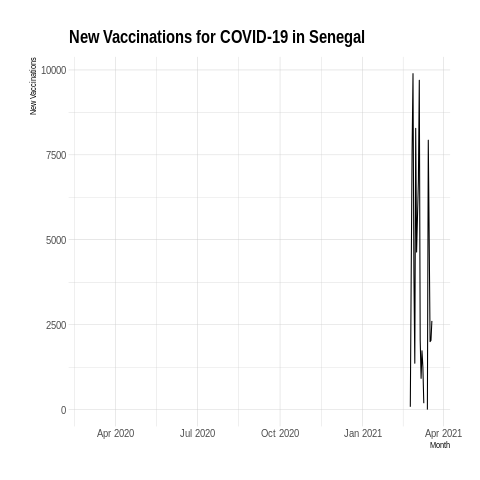 New Vaccinations for COVID-19 in Senegal
New Vaccinations
10000
7500
5000
2500
0
Apr 2020 Jul 2020 Oct 2020 Jan 2021 Apr 2021
Month